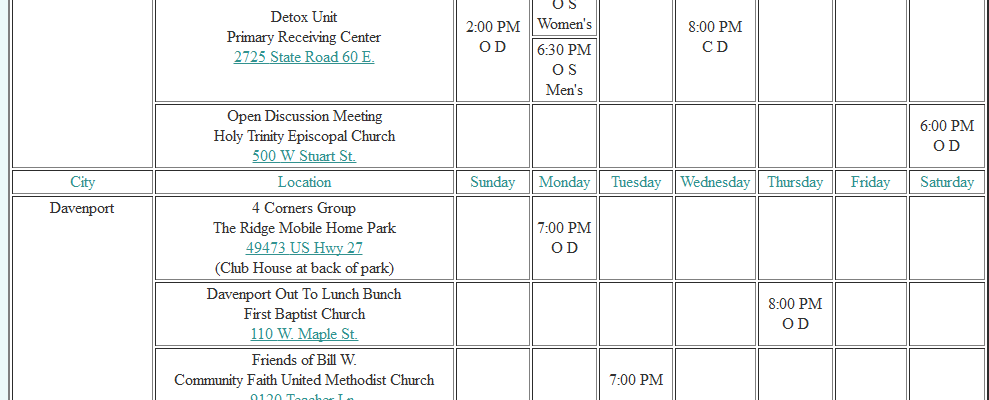 O S
Women's
Detox Unit
Primary Receiving Center
2725 State Road 60 E.
2:00 PM
O D
6:30 PM
O S
Men's
8:00 PM
C D
Open Discussion Meeting
Holy Trinity Episcopal Church
500 W Stuart St.
6:00 PM
O D
City Location Sunday Monday Tuesday Wednesday Thursday Friday Saturday
Davenport
4 Corners Group
The Ridge Mobile Home Park
49473 US Hwy 27
(Club House at back of park)
7:00 PM
O D
Davenport Out To Lunch Bunch
First Baptist Church
110 W. Maple St.
8:00 PM
O D
Friends of Bill W.
Community Faith United Methodist Church
9120 Teacher Ln
7:00 PM